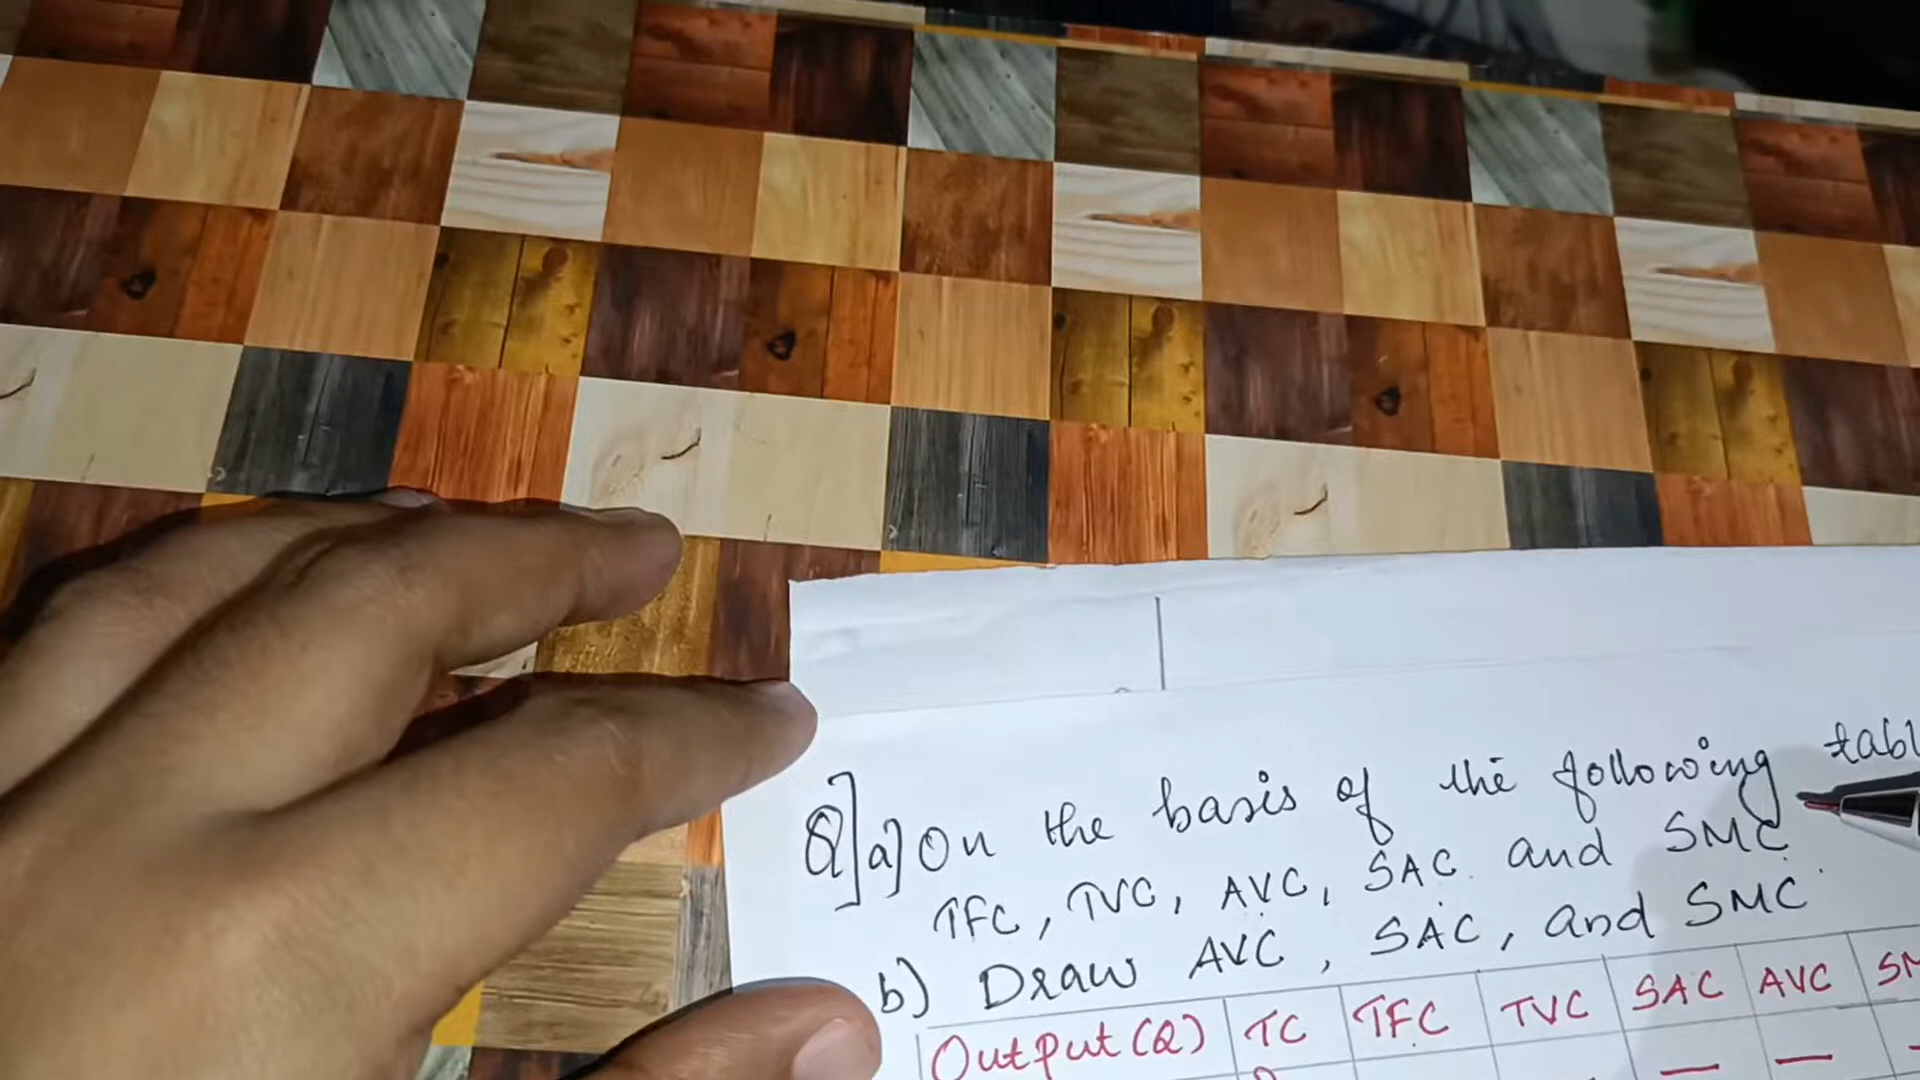 Q] a] On the basis of the following
TFC, TVC, AVC, SAC and SMC
b) Draw AVC, SAC, and SMC
Output (Q) TC TFC TVC SAC AVC
— —